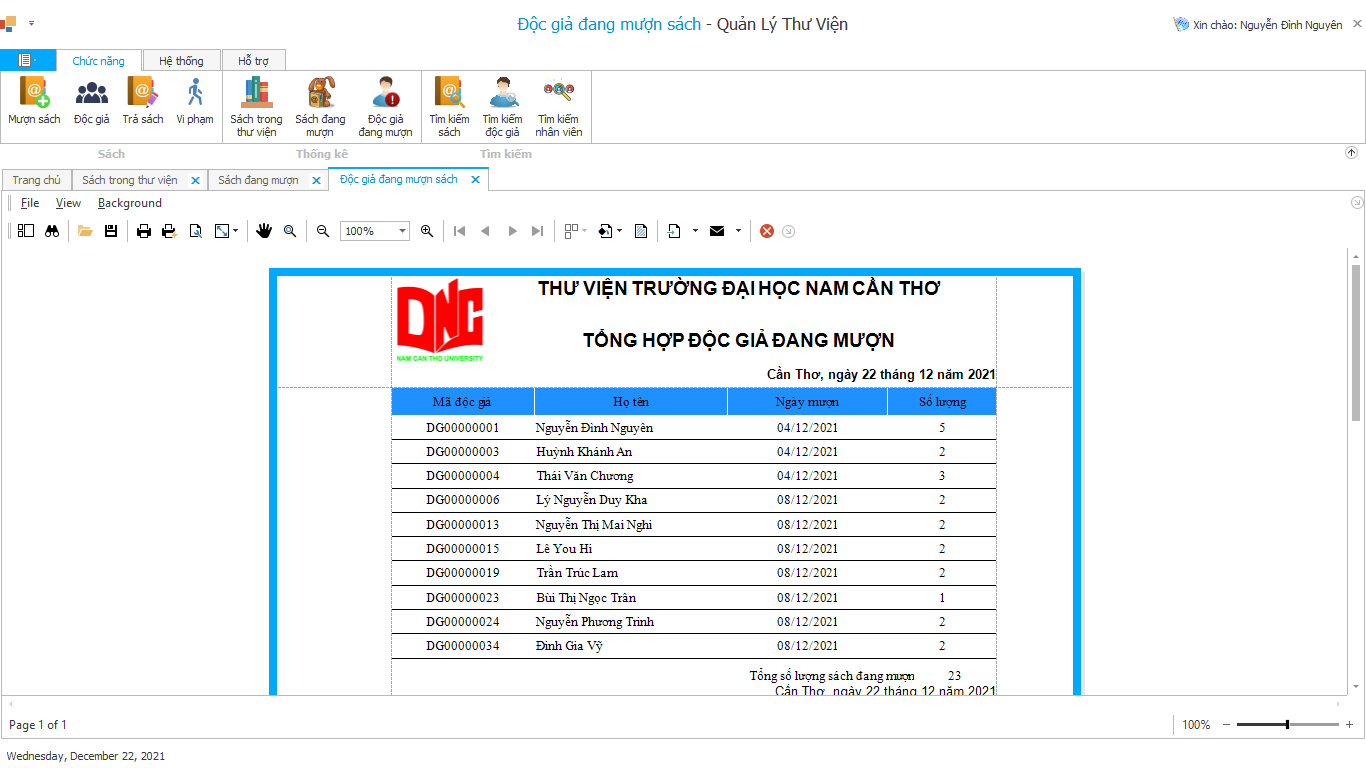 Độc giả đang mượn sách - Quản Lý Thư Viện
Xin chào: Nguyễn Đình Nguyên
Chức năng Hệ thống Hỗ trợ
Mượn sách Độc giả Trả sách Vi phạm Sách trong thư viện Sách đang mượn Độc giả đang mượn Tìm kiếm sách Tìm kiếm độc giả Tìm kiếm nhân viên
Sách Thống kê Tìm kiếm
Trang chủ Sách trong thư viện Sách đang mượn Độc giả đang mượn sách
File View Background
100%
DNC
NAM CAN THO UNIVERSITY
THƯ VIỆN TRƯỜNG ĐẠI HỌC NAM CẦN THƠ
TỔNG HỢP ĐỘC GIẢ ĐANG MƯỢN
Cần Thơ, ngày 22 tháng 12 năm 2021
Mã độc giả Họ tên Ngày mượn Số lượng
DG00000001 Nguyễn Đình Nguyên 04/12/2021 5
DG00000003 Huỳnh Khánh An 04/12/2021 2
DG00000004 Thái Văn Chương 04/12/2021 3
DG00000006 Lý Nguyễn Duy Kha 08/12/2021 2
DG00000013 Nguyễn Thị Mai Nghi 08/12/2021 2
DG00000015 Lê You Hi 08/12/2021 2
DG00000019 Trần Trúc Lam 08/12/2021 2
DG00000023 Bùi Thị Ngọc Trân 08/12/2021 1
DG00000024 Nguyễn Phương Trinh 08/12/2021 2
DG00000034 Đinh Gia Vỹ 08/12/2021 2
Tổng số lượng sách đang mượn 23
Cần Thơ, ngày 22 tháng 12 năm 2021
Page 1 of 1
100%
Wednesday, December 22, 2021